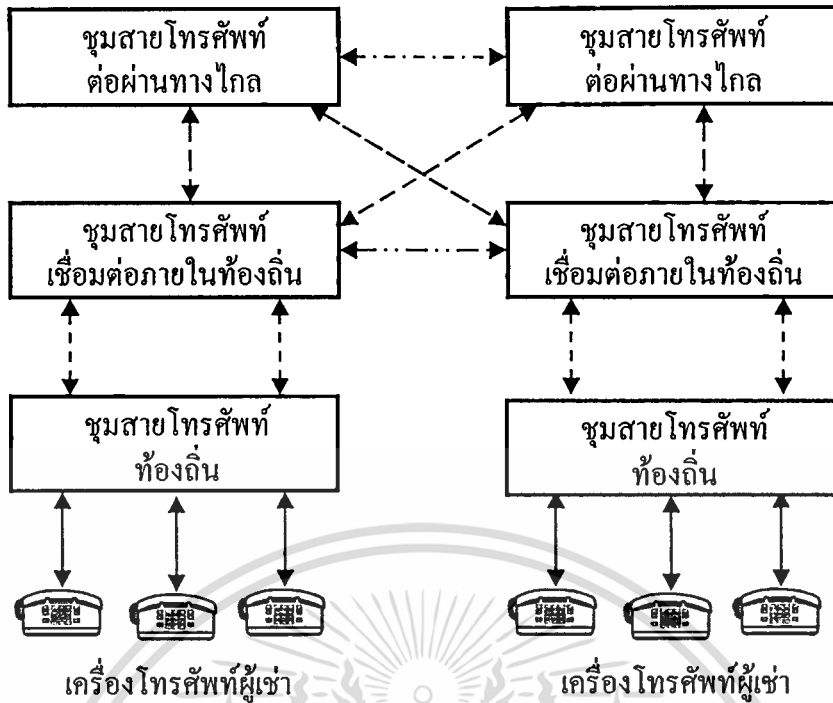 ชุมสายโทรศัพท์
ต่อผ่านทางไกล
ชุมสายโทรศัพท์
ต่อผ่านทางไกล
ชุมสายโทรศัพท์
เชื่อมต่อภายในท้องถิ่น
ชุมสายโทรศัพท์
เชื่อมต่อภายในท้องถิ่น
ชุมสายโทรศัพท์
ท้องถิ่น
ชุมสายโทรศัพท์
ท้องถิ่น
เครื่องโทรศัพท์ผู้เช่า
เครื่องโทรศัพท์ผู้เช่า